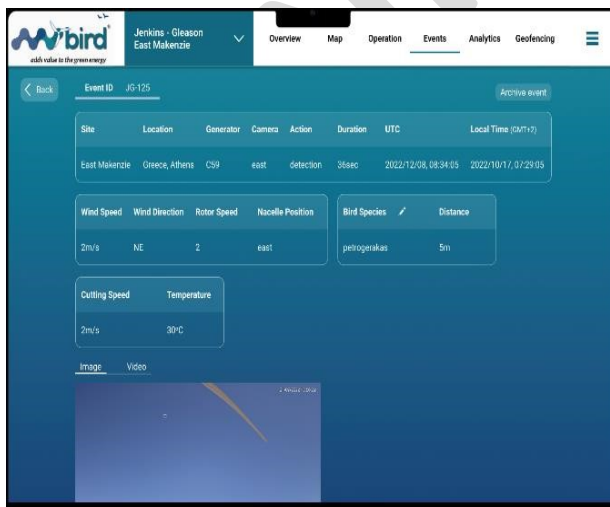 bird
adds value to the green energy
Jenkins - Gleason
East Makenzie
Overview Map Operation Events Analytics Geofencing
Back
Event ID JG-125
Archive event
Site Location Generator Camera Action Duration UTC Local Time (GMT+2)
East Makenzie Greece, Athens C59 east detection 36sec 2022/12/08, 08:34:05 2022/10/17, 07:29:05
Wind Speed Wind Direction Rotor Speed Nacelle Position
2m/s NE 2 east
Bird Species Distance
petrogerakas 5m
Cutting Speed Temperature
2m/s 30ºC
Image Video